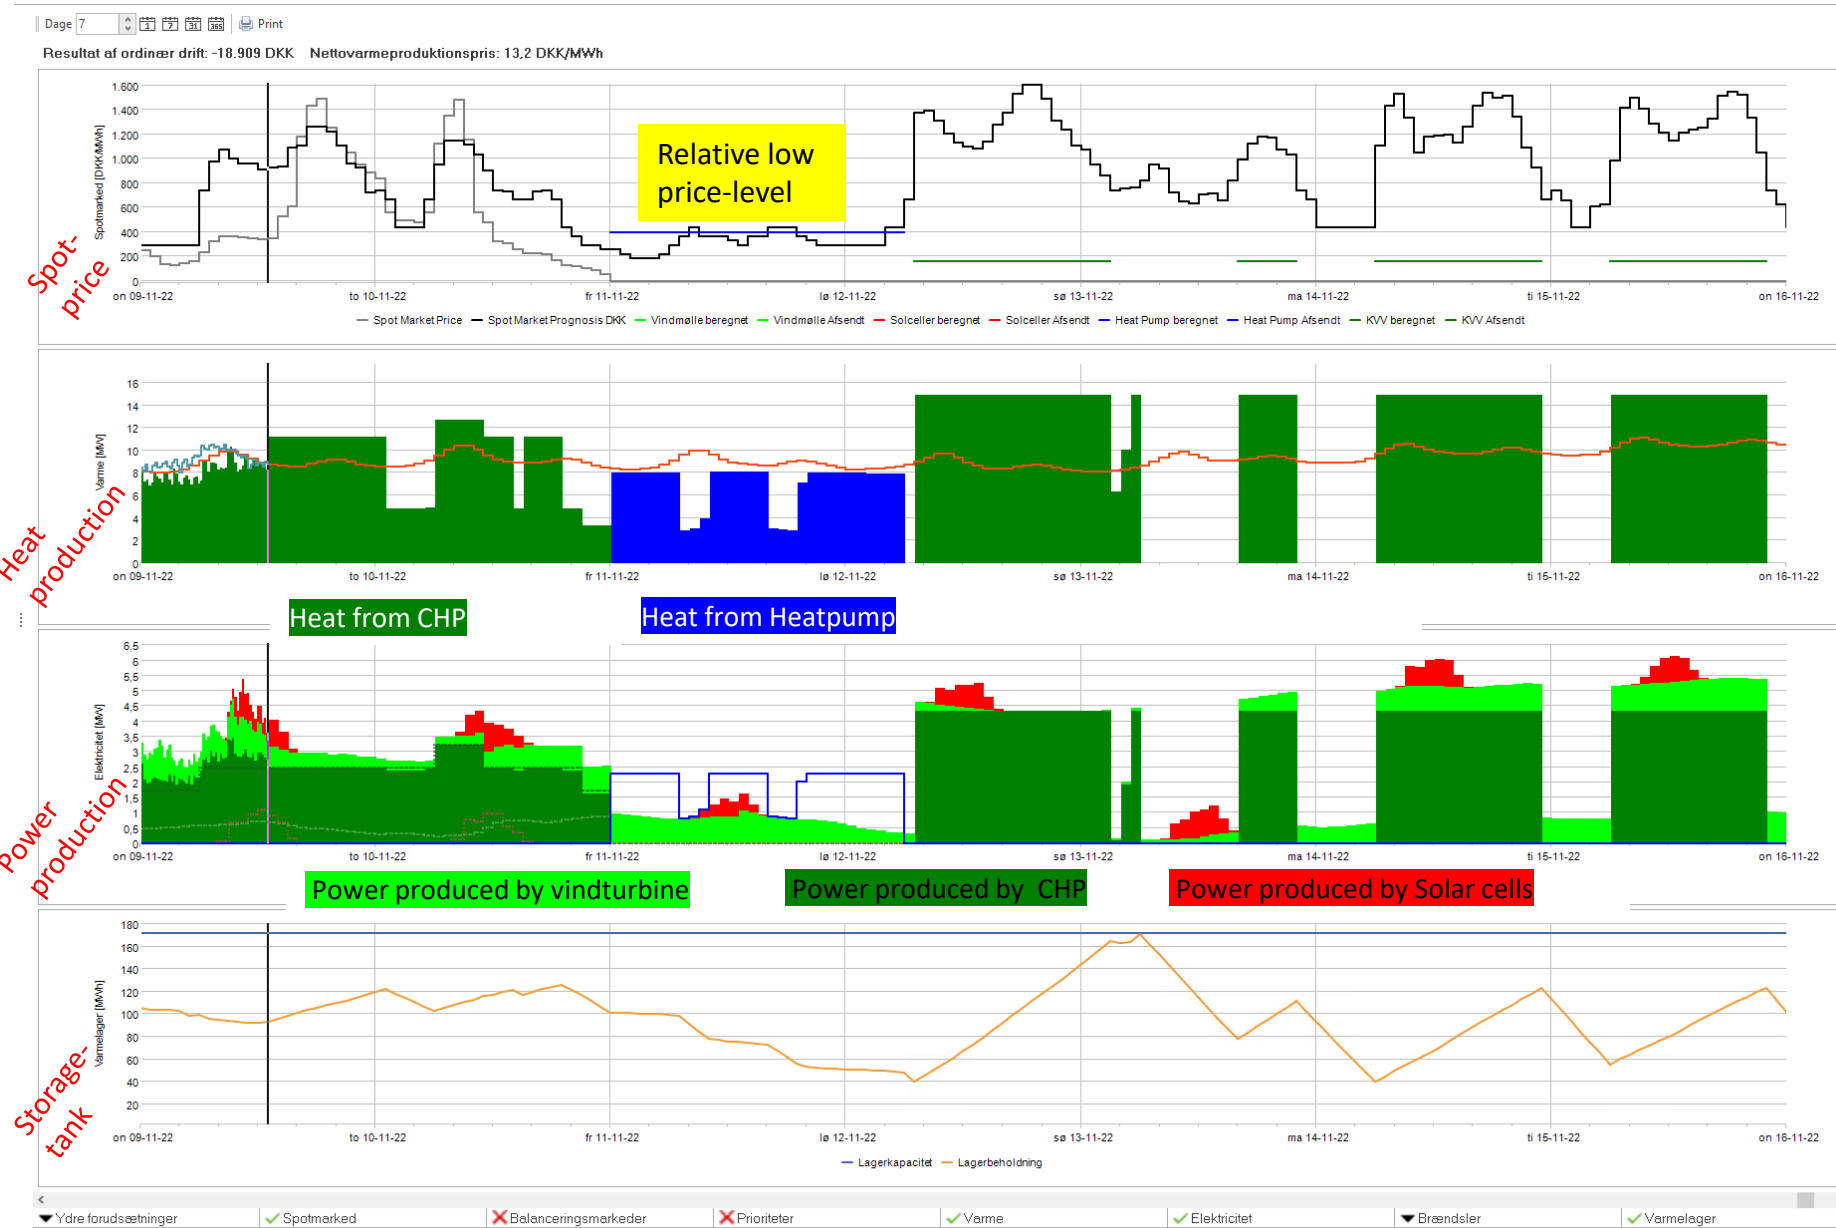 Dage 7 1 7 31 365 Print
Resultat af ordinær drift: -18.909 DKK Nettovarmeproduktionspris: 13,2 DKK/MWh
Spot-
price
Spotmarked [DKK/MWh]
1.600
1.400
1.200
1.000
800
600
400
200
0
Relative low
price-level
on 09-11-22 to 10-11-22 fr 11-11-22 lø 12-11-22 sø 13-11-22 ma 14-11-22 ti 15-11-22 on 16-11-22
Spot Market Price Spot Market Prognosis DKK Vindmølle beregnet Vindmølle Afsendt Solceller beregnet Solceller Afsendt Heat Pump beregnet Heat Pump Afsendt KVV beregnet KVV Afsendt
Heat
production
Varme [MW]
16
14
12
10
8
6
4
2
0
on 09-11-22 to 10-11-22 fr 11-11-22 lø 12-11-22 sø 13-11-22 ma 14-11-22 ti 15-11-22 on 16-11-22
Heat from CHP Heat from Heatpump
Power
production
Elektricitet [MW]
6,5
6
5,5
5
4,5
4
3,5
3
2,5
2
1,5
1
0,5
0
on 09-11-22 to 10-11-22 fr 11-11-22 lø 12-11-22 sø 13-11-22 ma 14-11-22 ti 15-11-22 on 16-11-22
Power produced by vindturbine Power produced by CHP Power produced by Solar cells
Storage-
tank
Varmelager [MWh]
180
160
140
120
100
80
60
40
20
on 09-11-22 to 10-11-22 fr 11-11-22 lø 12-11-22 sø 13-11-22 ma 14-11-22 ti 15-11-22 on 16-11-22
Lagerkapacitet Lagerbeholdning
Ydre forudsætninger Spotmarked Balanceringsmarkeder Prioriteter Varme Elektricitet Brændsler Varmelager